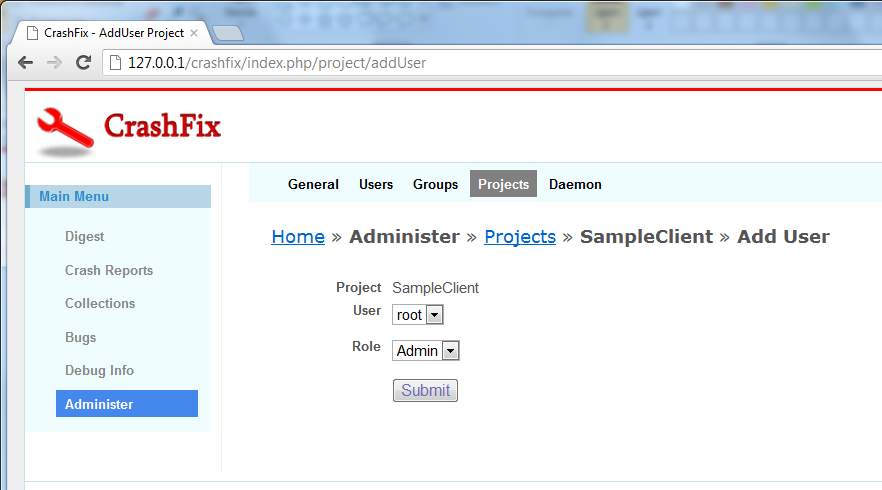 CrashFix - AddUser Project
127.0.0.1/crashfix/index.php/project/addUser
CrashFix
General Users Groups Projects Daemon
Main Menu
Home » Administer » Projects » SampleClient » Add User
Digest
Crash Reports
Collections
Bugs
Debug Info
Administer
Project SampleClient
User root
Role Admin
Submit